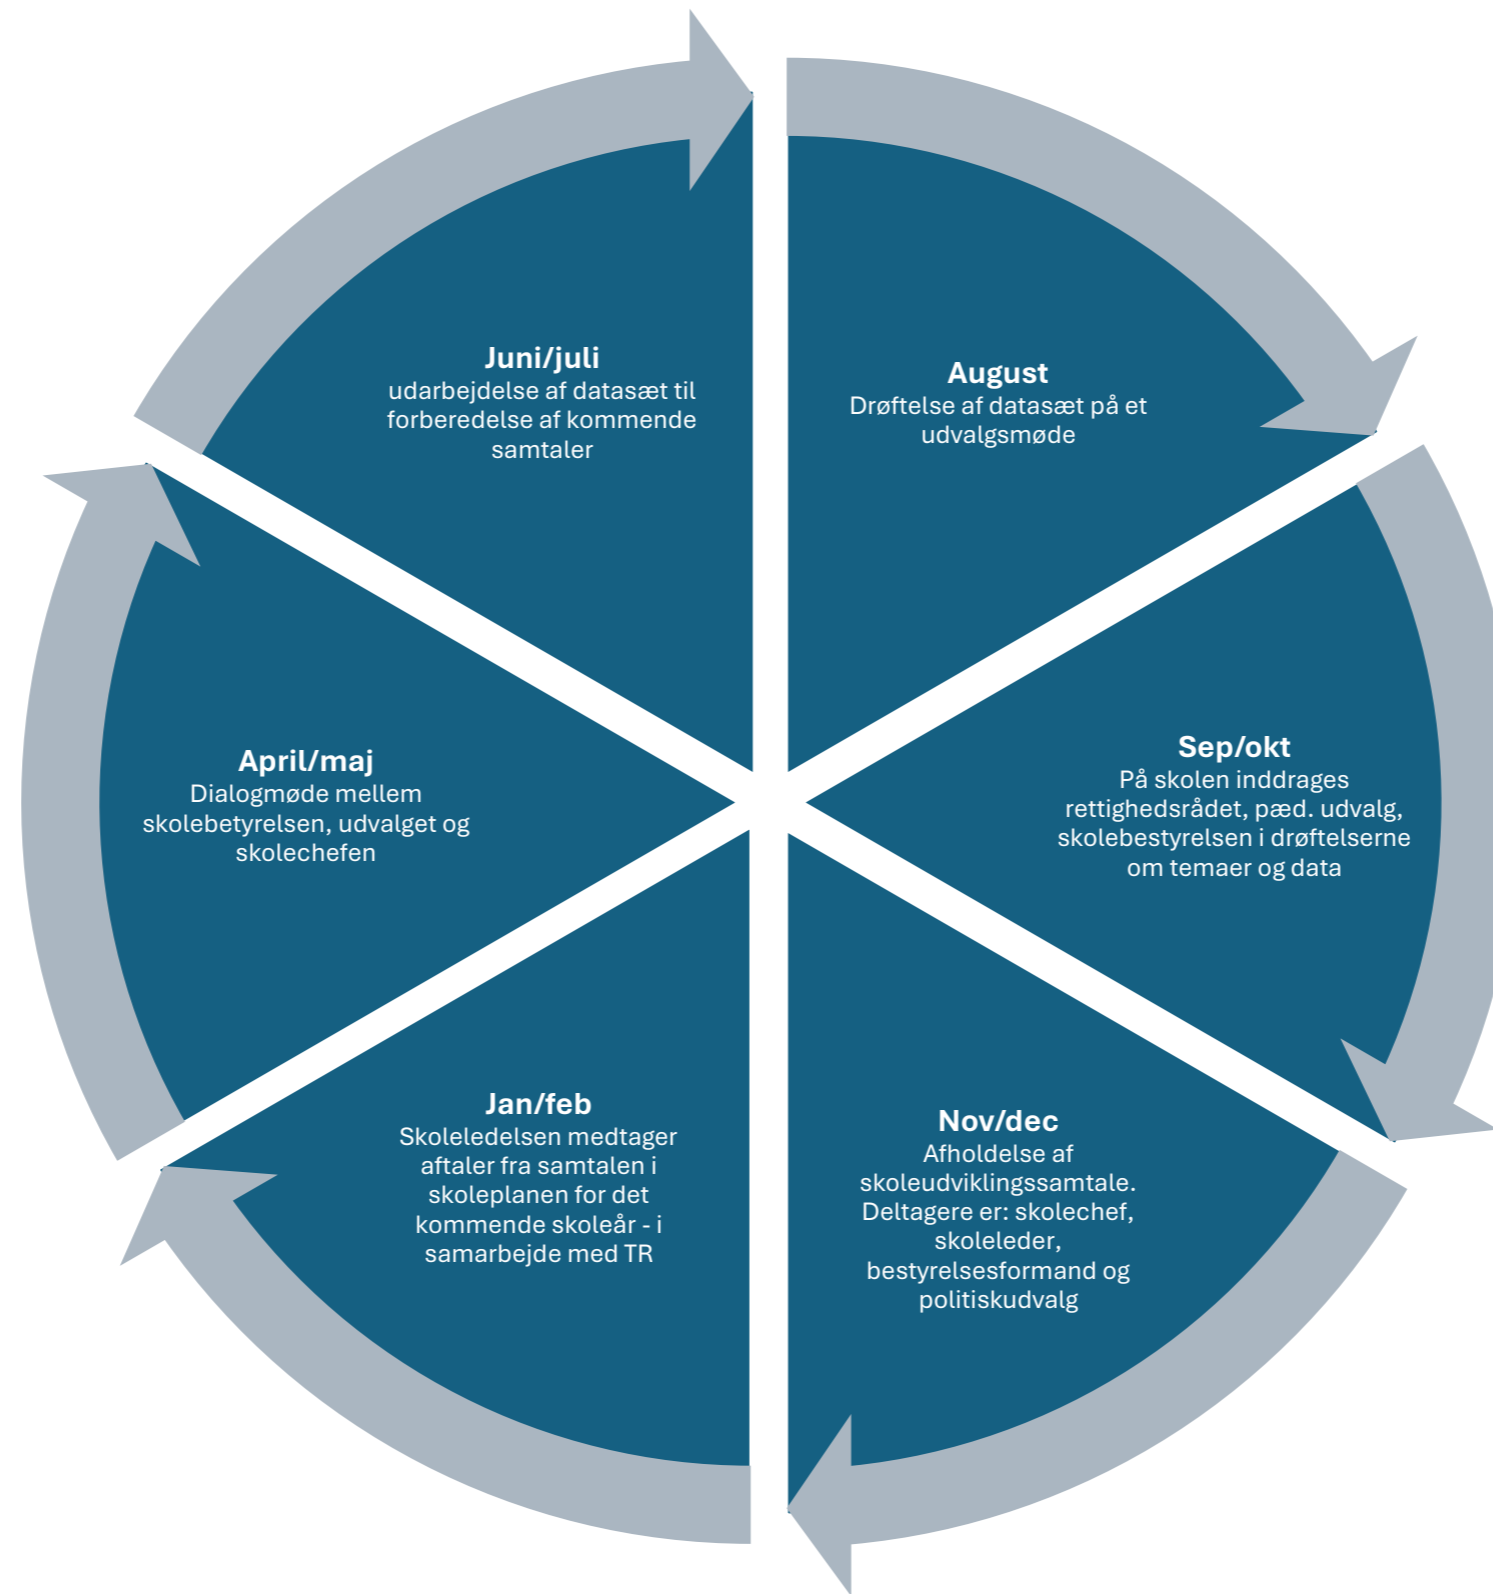 Juni/juli
udarbejdelse af datasæt til
forberedelse af kommende
samtaler
August
Drøftelse af datasæt på et
udvalgsmøde
Sep/okt
På skolen inddrages
rettighedsrådet, pæd. udvalg,
skolebestyrelsen i drøftelserne
om temaer og data
Nov/dec
Afholdelse af
skoleudviklingssamtale.
Deltagere er: skolechef,
skoleleder,
bestyrelsesformand og
politiskudvalg
Jan/feb
Skoleledelsen medtager
aftaler fra samtalen i
skoleplanen for det
kommende skoleår - i
samarbejde med TR
April/maj
Dialogmøde mellem
skolebetyrelsen, udvalget og
skolechefen